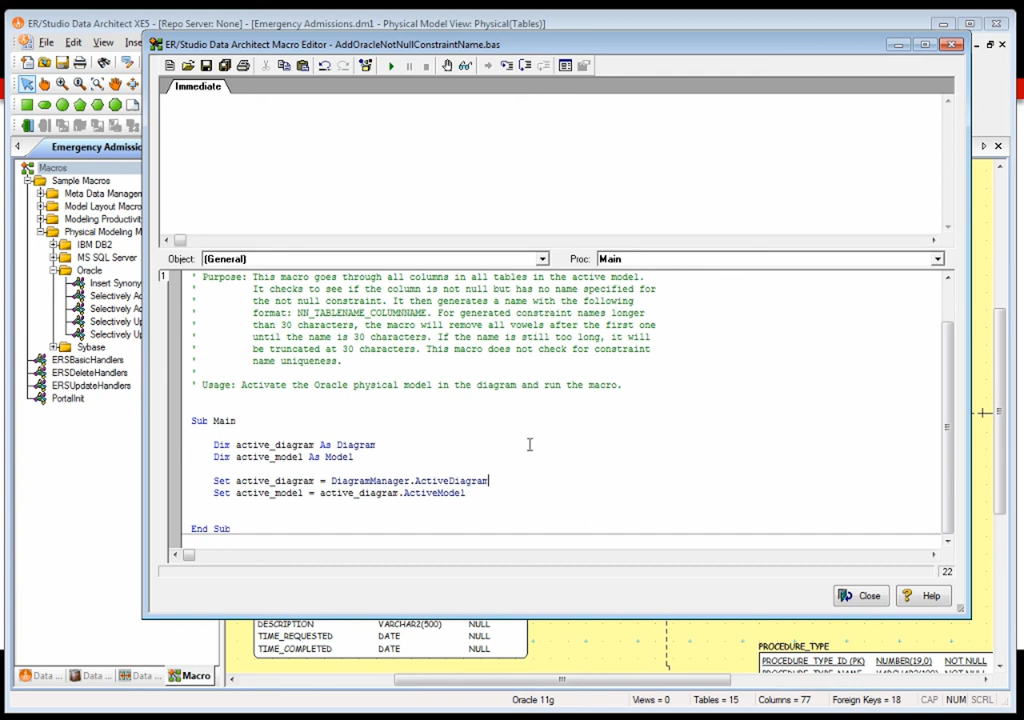 ER/Studio Data Architect XE5 - [Repo Server: None] - [Emergency Admissions.dm1 - Physical Model View: Physical(Tables)]
File Edit View
ER/Studio Data Architect Macro Editor - AddOracleNotNullConstraintName.bas
Immediate
Emergency Admissio
Macros
Sample Macros
Meta Data Managem
Model Layout Macro
Modeling Productivit
Physical Modeling M
IBM DB2
MS SQL Server
Oracle
Insert Synony
Selectively Ad
Selectively Ad
Selectively Up
Selectively Up
Sybase
ERSBasicHandlers
ERSDeleteHandlers
ERSUpdateHandlers
PortalInit
Object: (General) Proc: Main
1
' Purpose: This macro goes through all columns in all tables in the active model.
' It checks to see if the column is not null but has no name specified for
' the not null constraint. It then generates a name with the following
' format: NN_TABLENAME_COLUMNNAME. For generated constraint names longer
' than 30 characters, the macro will remove all vowels after the first one
' until the name is 30 characters. If the name is still too long, it will
' be truncated at 30 characters. This macro does not check for constraint
' name uniqueness.
'
' Usage: Activate the Oracle physical model in the diagram and run the macro.
Sub Main
Dim active_diagram As Diagram
Dim active_model As Model
Set active_diagram = DiagramManager.ActiveDiagram
Set active_model = active_diagram.ActiveModel
End Sub
22
Close Help
DESCRIPTION VARCHAR2(500) NULL
TIME_REQUESTED DATE NULL
TIME_COMPLETED DATE NULL
PROCEDURE_TYPE
PROCEDURE_TYPE_ID (PK) NUMBER(19,0) NOT NULL
Data ... Data ... Data ... Macro
Oracle 11g Views = 0 Tables = 15 Columns = 77 Foreign Keys = 18 CAP NUM SCRL